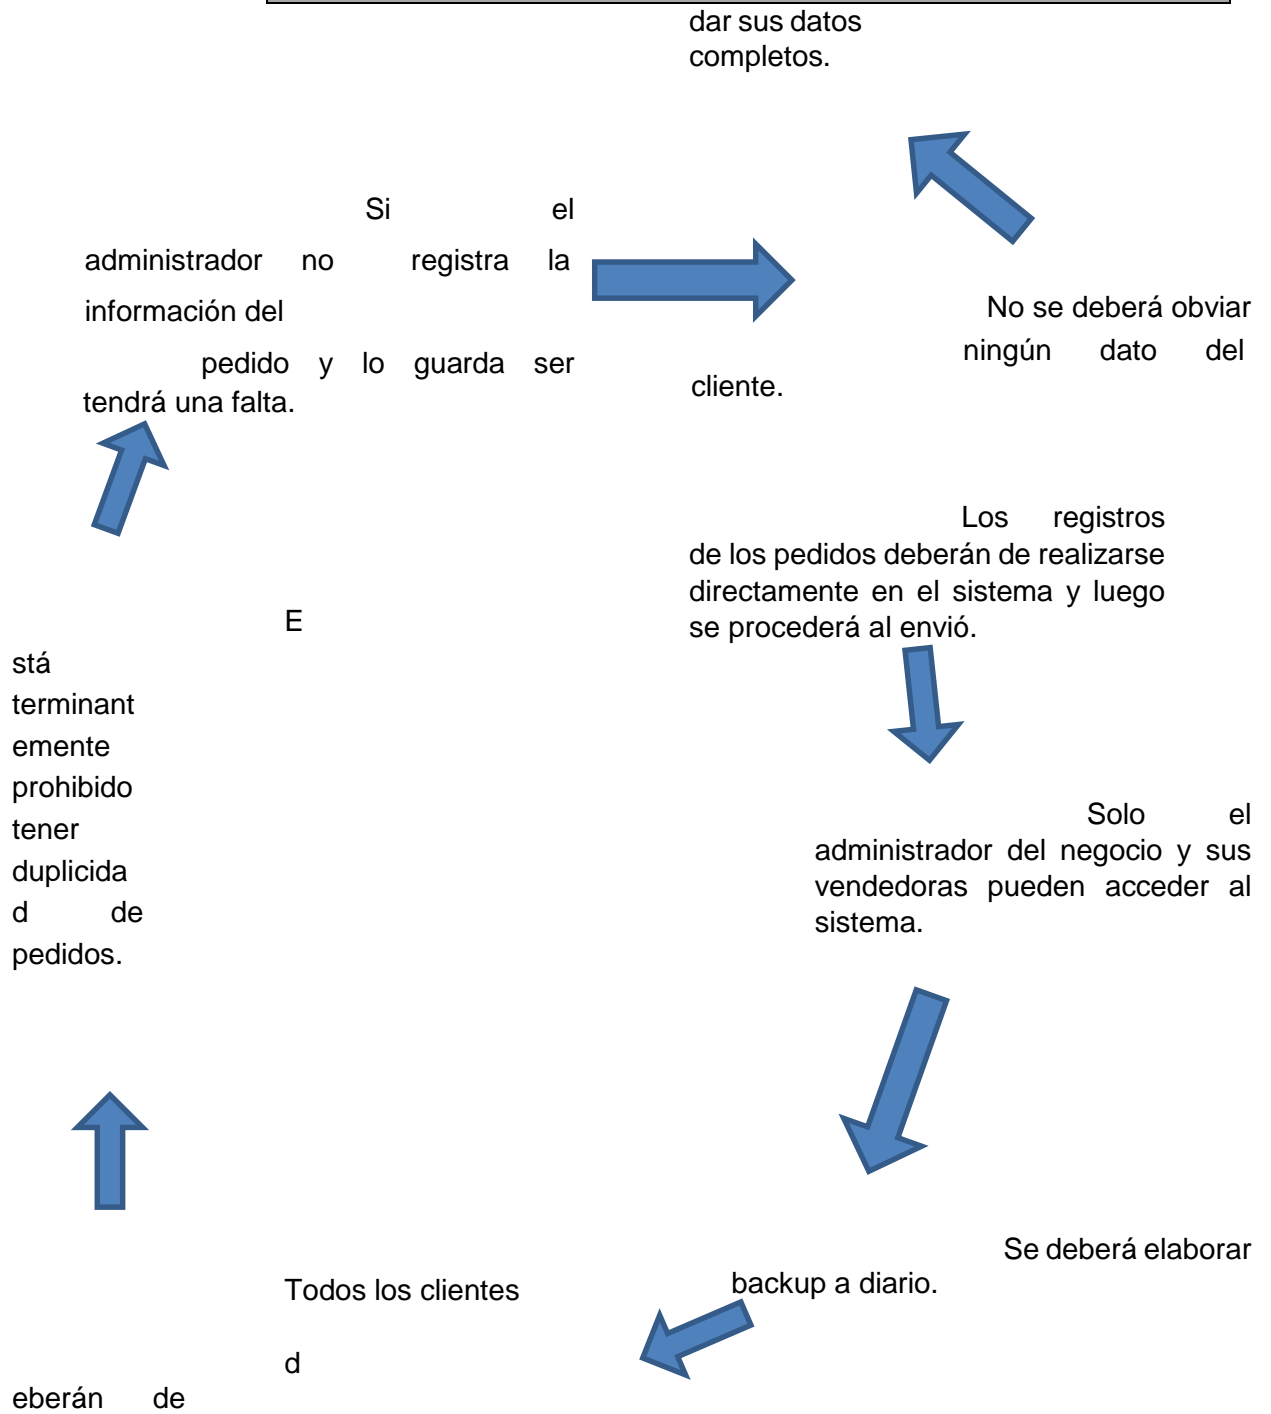 dar sus datos
completos.
Si el
administrador no registra la
información del
pedido y lo guarda ser
tendrá una falta.
No se deberá obviar
ningún dato del
cliente.
Los registros
de los pedidos deberán de realizarse
directamente en el sistema y luego
se procederá al envió.
E
stá
terminant
emente
prohibido
tener
duplicida
d de
pedidos.
Solo el
administrador del negocio y sus
vendedoras pueden acceder al
sistema.
Se deberá elaborar
backup a diario.
Todos los clientes
d
eberán de